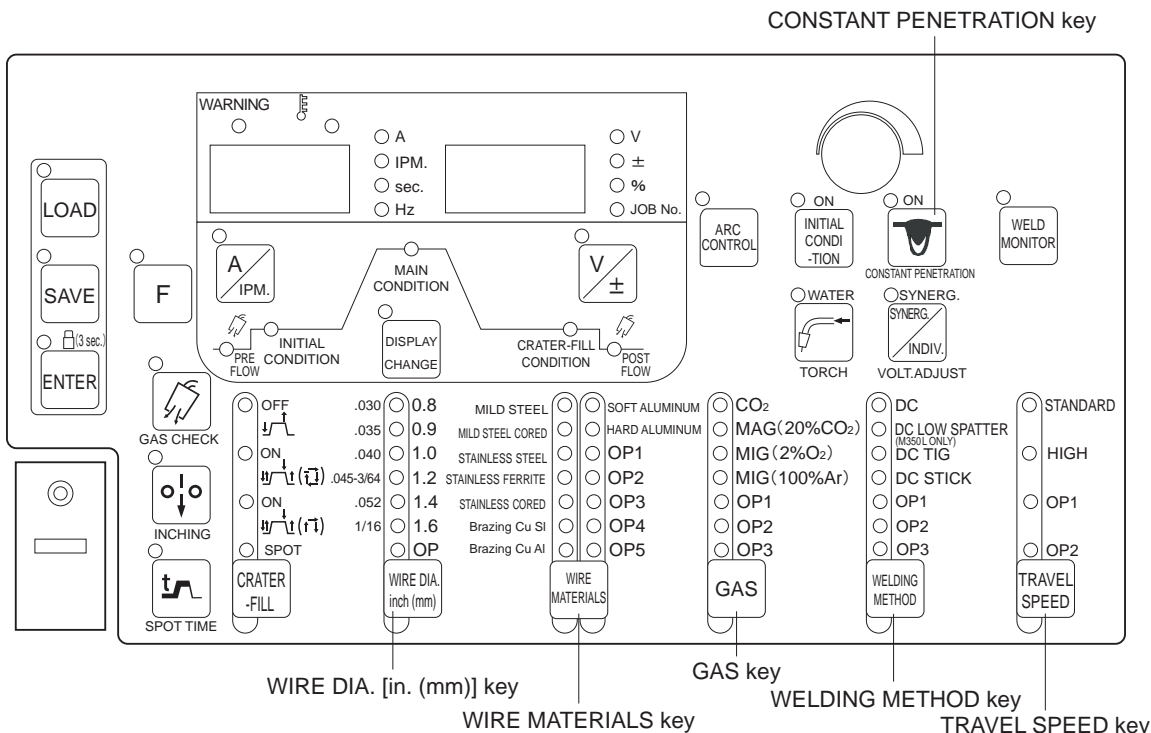 CONSTANT PENETRATION key
WARNING
A
IPM.
sec.
Hz
V
±
%
JOB No.
LOAD
SAVE
(3 sec.)
ENTER
F
A/IPM.
MAIN
CONDITION
V/±
INITIAL
CONDITION
PRE
FLOW
DISPLAY
CHANGE
CRATER-FILL
CONDITION
POST
FLOW
ARC
CONTROL
ON
INITIAL
CONDI
-TION
ON
CONSTANT PENETRATION
WELD
MONITOR
WATER
TORCH
SYNERG.
SYNERG./INDIV.
VOLT.ADJUST
GAS CHECK
INCHING
t
SPOT TIME
OFF
ON
ON
SPOT
CRATER
-FILL
.030 0.8
.035 0.9
.040 1.0
.045-3/64 1.2
.052 1.4
1/16 1.6
OP
WIRE DIA.
inch (mm)
MILD STEEL
MILD STEEL CORED
STAINLESS STEEL
STAINLESS FERRITE
STAINLESS CORED
Brazing Cu SI
Brazing Cu Al
SOFT ALUMINUM
HARD ALUMINUM
OP1
OP2
OP3
OP4
OP5
WIRE
MATERIALS
CO₂
MAG(20%CO₂)
MIG(2%O₂)
MIG(100%Ar)
OP1
OP2
OP3
GAS
DC
DC LOW SPATTER
(M350L ONLY)
DC TIG
DC STICK
OP1
OP2
OP3
WELDING
METHOD
STANDARD
HIGH
OP1
OP2
TRAVEL
SPEED
WIRE DIA. [in. (mm)] key
WIRE MATERIALS key
GAS key
WELDING METHOD key
TRAVEL SPEED key